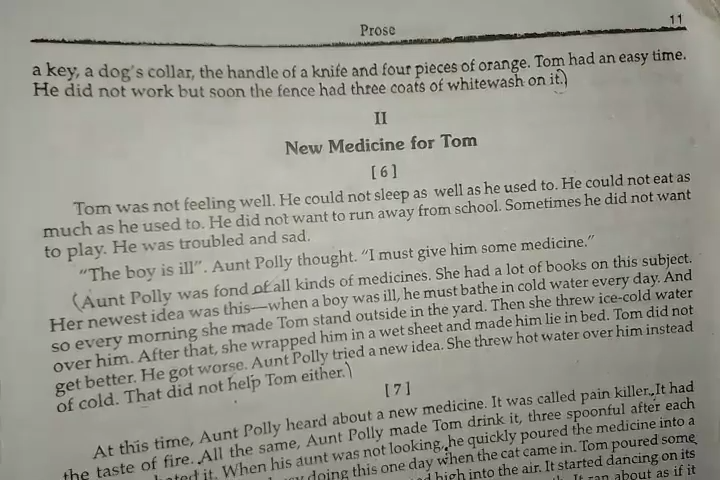 Prose
11
a key, a dog's collar, the handle of a knife and four pieces of orange. Tom had an easy time.
He did not work but soon the fence had three coats of whitewash on it.)
II
New Medicine for Tom
[ 6 ]
Tom was not feeling well. He could not sleep as well as he used to. He could not eat as
much as he used to. He did not want to run away from school. Sometimes he did not want
to play. He was troubled and sad.
"The boy is ill". Aunt Polly thought. "I must give him some medicine."
(Aunt Polly was fond of all kinds of medicines. She had a lot of books on this subject.
Her newest idea was this—when a boy was ill, he must bathe in cold water every day. And
so every morning she made Tom stand outside in the yard. Then she threw ice-cold water
over him. After that, she wrapped him in a wet sheet and made him lie in bed. Tom did not
get better. He got worse. Aunt Polly tried a new idea. She threw hot water over him instead
of cold. That did not help Tom either.)
[ 7 ]
At this time, Aunt Polly heard about a new medicine. It was called pain killer. It had
the taste of fire. All the same, Aunt Polly made Tom drink it, three spoonful after each
it. When his aunt was not looking, he quickly poured the medicine into a
doing this one day when the cat came in. Tom poured some
high into the air. It started dancing on its
It ran about as if it